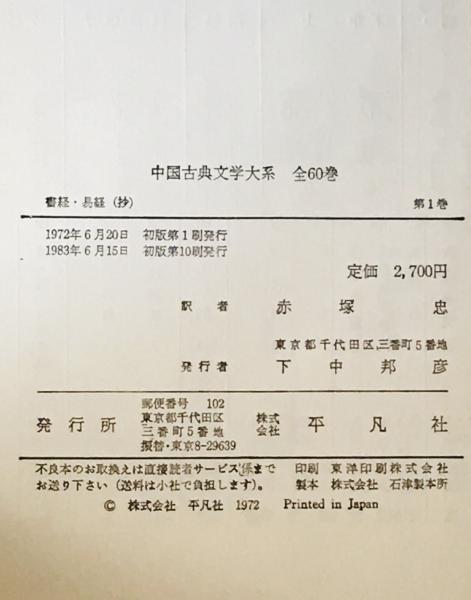 中国古典文学大系 全60巻
書経・易経(抄) 第1巻
1972年6月20日 初版第1刷発行
1983年6月15日 初版第10刷発行
定価 2,700円
訳者 赤塚忠
東京都千代田区三番町5番地
発行者 下中邦彦
発行所 郵便番号 102
東京都千代田区
三番町5番地
振替・東京8-29639
株式会社 平凡社
不良本のお取換えは直接読者サービス係まで
お送り下さい(送料は小社で負担します)。
印刷 東洋印刷株式会社
製本 株式会社 石津製本所
© 株式会社 平凡社 1972 Printed in Japan